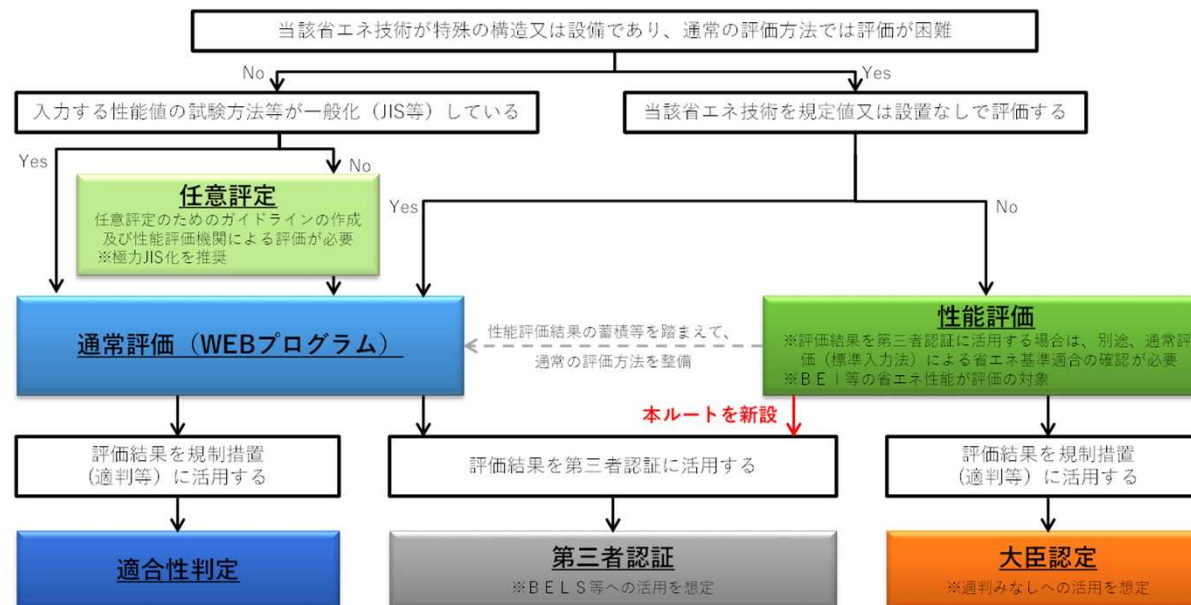 当該省エネ技術が特殊の構造又は設備であり、通常の評価方法では評価が困難
No
Yes
入力する性能値の試験方法等が一般化（JIS等）している
当該省エネ技術を規定値又は設置なしで評価する
Yes
No
任意評定
任意評定のためのガイドラインの作成
及び性能評価機関による評価が必要
※極力JIS化を推奨
Yes
No
通常評価（WEBプログラム）
性能評価結果の蓄積等を踏まえて、
通常の評価方法を整備
性能評価
※評価結果を第三者認証に活用する場合は、別途、通常評
価（標準入力法）による省エネ基準適合の確認が必要
※ＢＥＩ等の省エネ性能が評価の対象
本ルートを新設
評価結果を規制措置
(適判等）に活用する
評価結果を第三者認証に活用する
評価結果を規制措置
(適判等）に活用する
適合性判定
第三者認証
※ＢＥＬＳ等への活用を想定
大臣認定
※適判みなしへの活用を想定